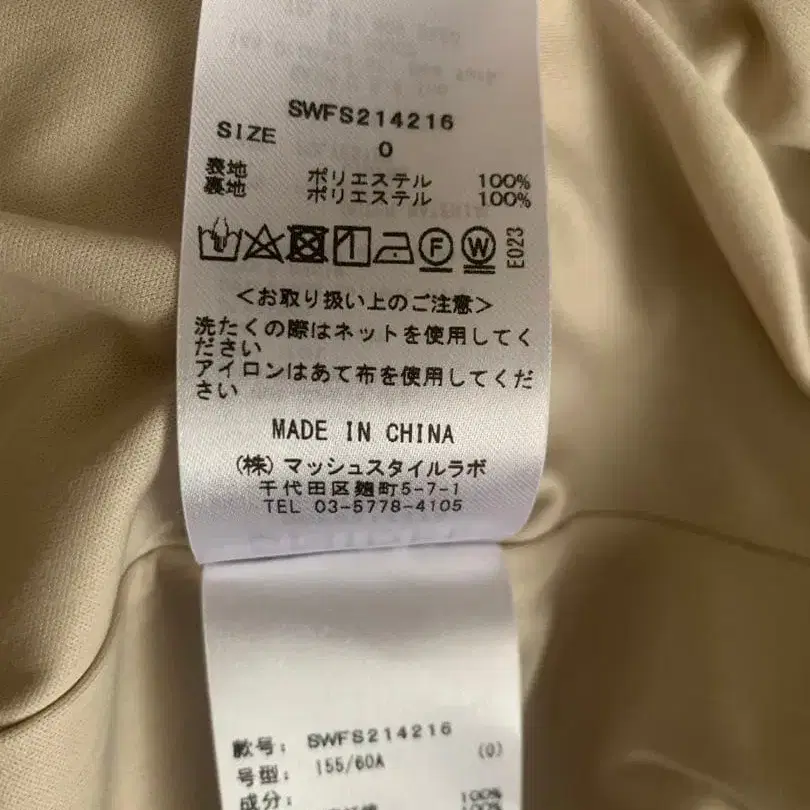 SWFS214216
SIZE 0
表地 ポリエステル 100%
裏地 ポリエステル 100%
F W E023
<お取り扱い上のご注意>
洗たくの際はネットを使用してく
ださい
アイロンはあて布を使用してくだ
さい
MADE IN CHINA
(株)マッシュスタイルラボ
千代田区麹町5-7-1
TEL 03-5778-4105
款号: SWFS214216
号型: 155/60A (0)
成分: 100%
100%